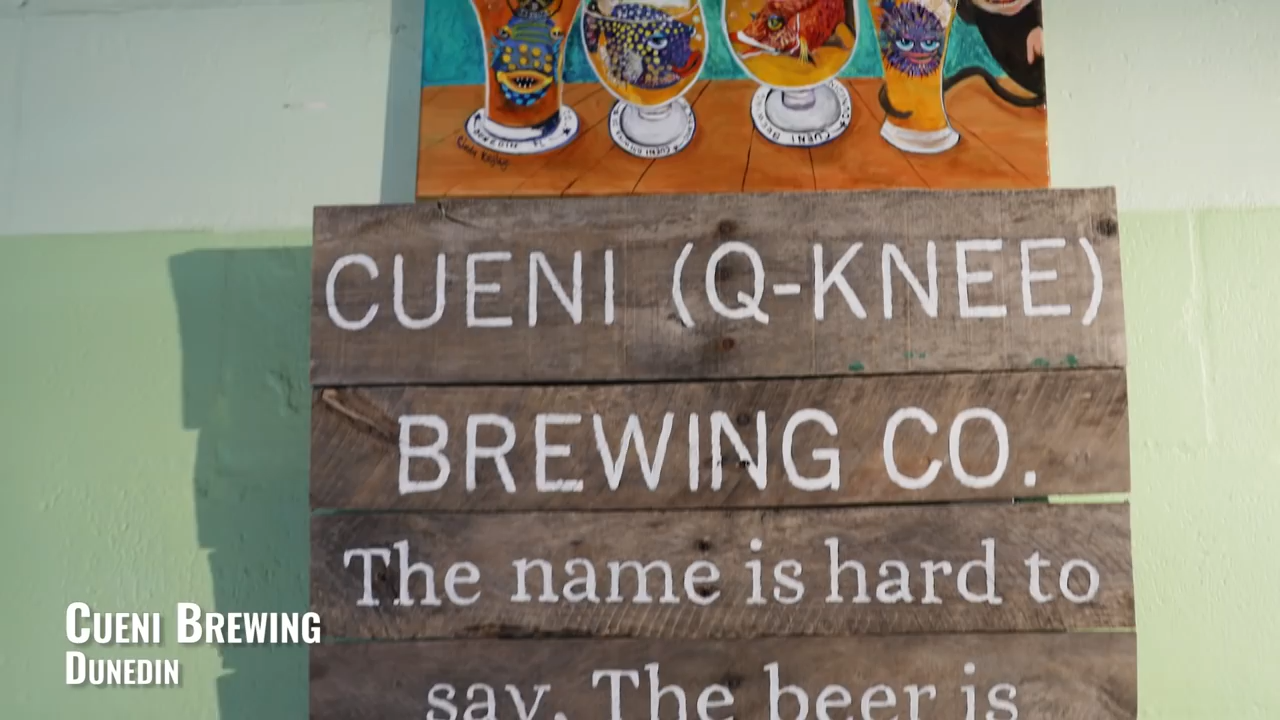 CUENI (Q-KNEE)
BREWING CO.
The name is hard to
say. The beer is
CUENI BREWING
DUNEDIN